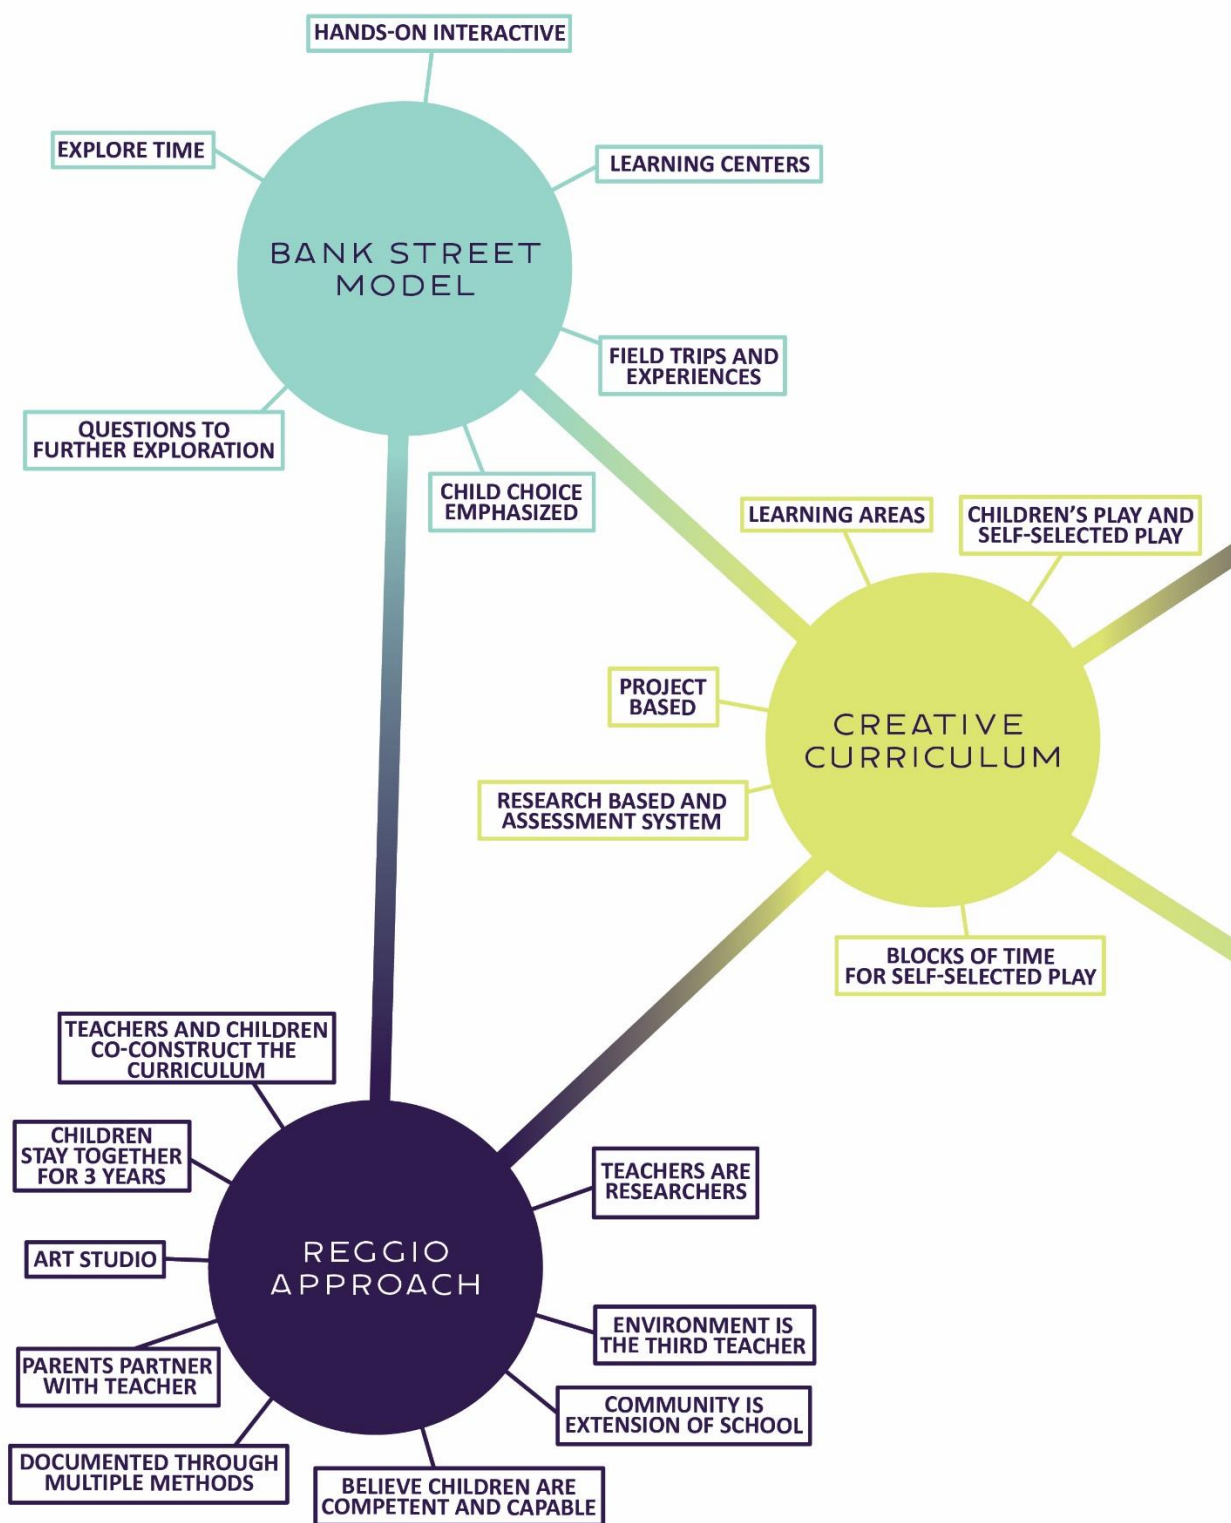 HANDS-ON INTERACTIVE
EXPLORE TIME
LEARNING CENTERS
BANK STREET
MODEL
FIELD TRIPS AND
EXPERIENCES
QUESTIONS TO
FURTHER EXPLORATION
CHILD CHOICE
EMPHASIZED
LEARNING AREAS
CHILDREN’S PLAY AND
SELF-SELECTED PLAY
PROJECT
BASED
CREATIVE
CURRICULUM
RESEARCH BASED AND
ASSESSMENT SYSTEM
BLOCKS OF TIME
FOR SELF-SELECTED PLAY
TEACHERS AND CHILDREN
CO-CONSTRUCT THE
CURRICULUM
CHILDREN
STAY TOGETHER
FOR 3 YEARS
TEACHERS ARE
RESEARCHERS
ART STUDIO
REGGIO
APPROACH
ENVIRONMENT IS
THE THIRD TEACHER
PARENTS PARTNER
WITH TEACHER
COMMUNITY IS
EXTENSION OF SCHOOL
DOCUMENTED THROUGH
MULTIPLE METHODS
BELIEVE CHILDREN ARE
COMPETENT AND CAPABLE